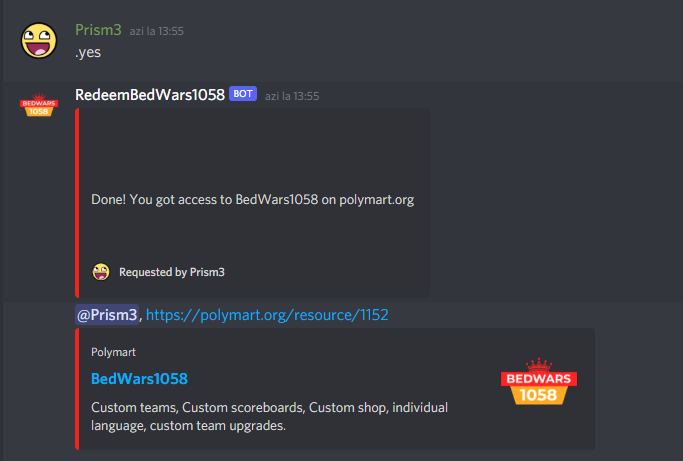 Prism3 azi la 13:55
.yes
BEDWARS
1058
RedeemBedWars1058 BOT azi la 13:55
Done! You got access to BedWars1058 on polymart.org
Requested by Prism3
@Prism3, https://polymart.org/resource/1152
Polymart
BedWars1058
Custom teams, Custom scoreboards, Custom shop, individual
language, custom team upgrades.
BEDWARS
1058